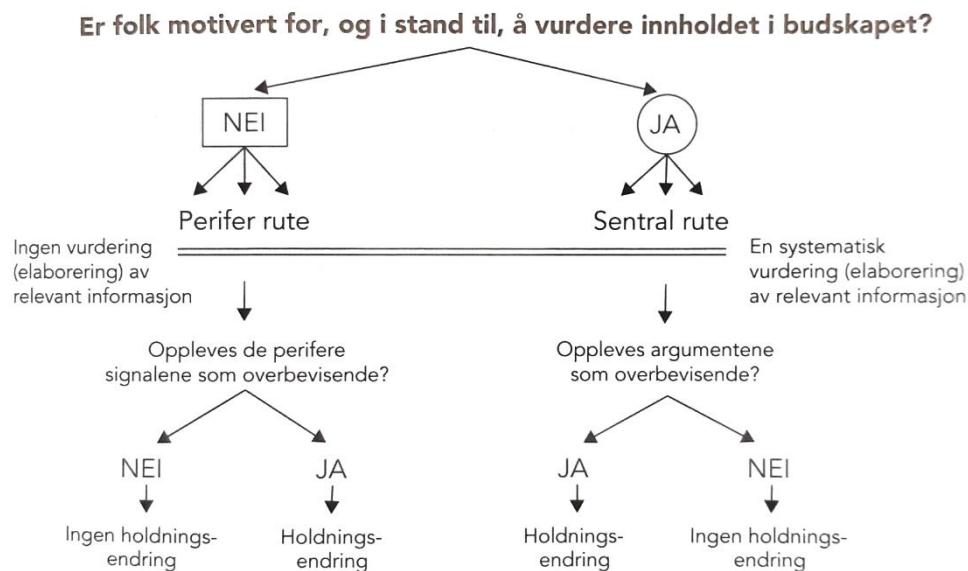 Er folk motivert for, og i stand til, å vurdere innholdet i budskapet?
NEI
JA
Perifer rute
Sentral rute
Ingen vurdering
(elaborering) av
relevant informasjon
En systematisk
vurdering (elaborering)
av relevant informasjon
Oppleves de perifere
signalene som overbevisende?
Oppleves argumentene
som overbevisende?
NEI
JA
JA
NEI
Ingen holdnings-
endring
Holdnings-
endring
Holdnings-
endring
Ingen holdnings-
endring